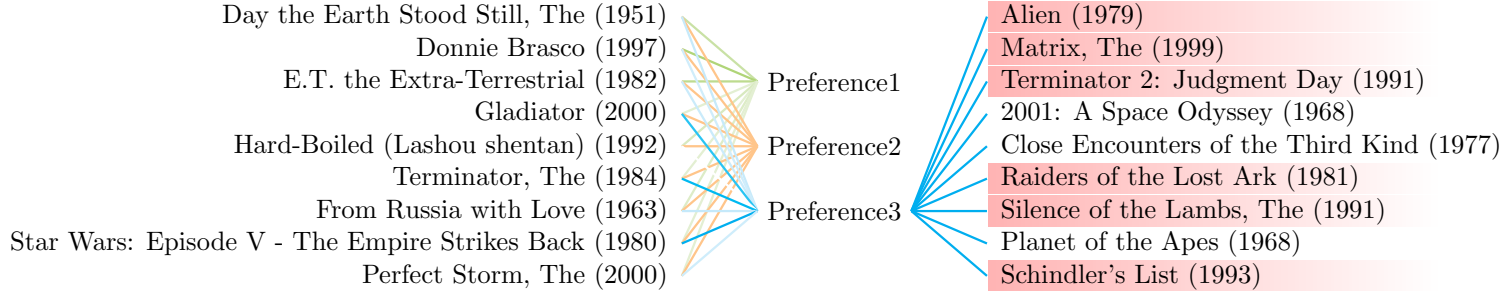 Day the Earth Stood Still, The (1951)
Donnie Brasco (1997)
E.T. the Extra-Terrestrial (1982)
Gladiator (2000)
Hard-Boiled (Lashou shentan) (1992)
Terminator, The (1984)
From Russia with Love (1963)
Star Wars: Episode V - The Empire Strikes Back (1980)
Perfect Storm, The (2000)
Preference1
Preference2
Preference3
Alien (1979)
Matrix, The (1999)
Terminator 2: Judgment Day (1991)
2001: A Space Odyssey (1968)
Close Encounters of the Third Kind (1977)
Raiders of the Lost Ark (1981)
Silence of the Lambs, The (1991)
Planet of the Apes (1968)
Schindler's List (1993)